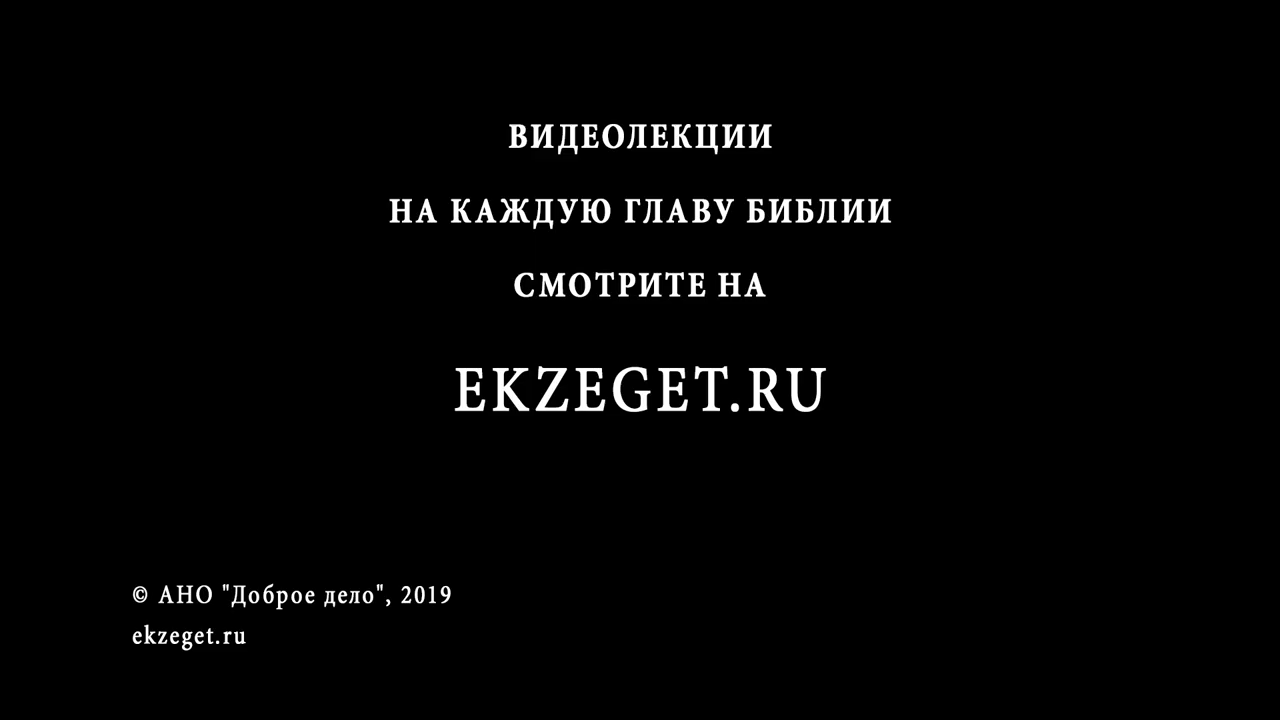 ВИДЕОЛЕКЦИИ
НА КАЖДУЮ ГЛАВУ БИБЛИИ
СМОТРИТЕ НА
EKZEGET.RU
© АНО "Доброе дело", 2019
ekzeget.ru